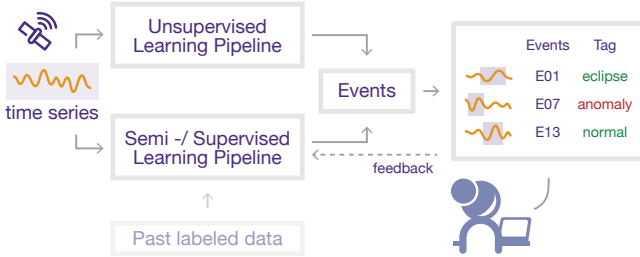 Unsupervised
Learning Pipeline
time series
Semi -/ Supervised
Learning Pipeline
Past labeled data
Events
feedback
Events Tag
E01 eclipse
E07 anomaly
E13 normal